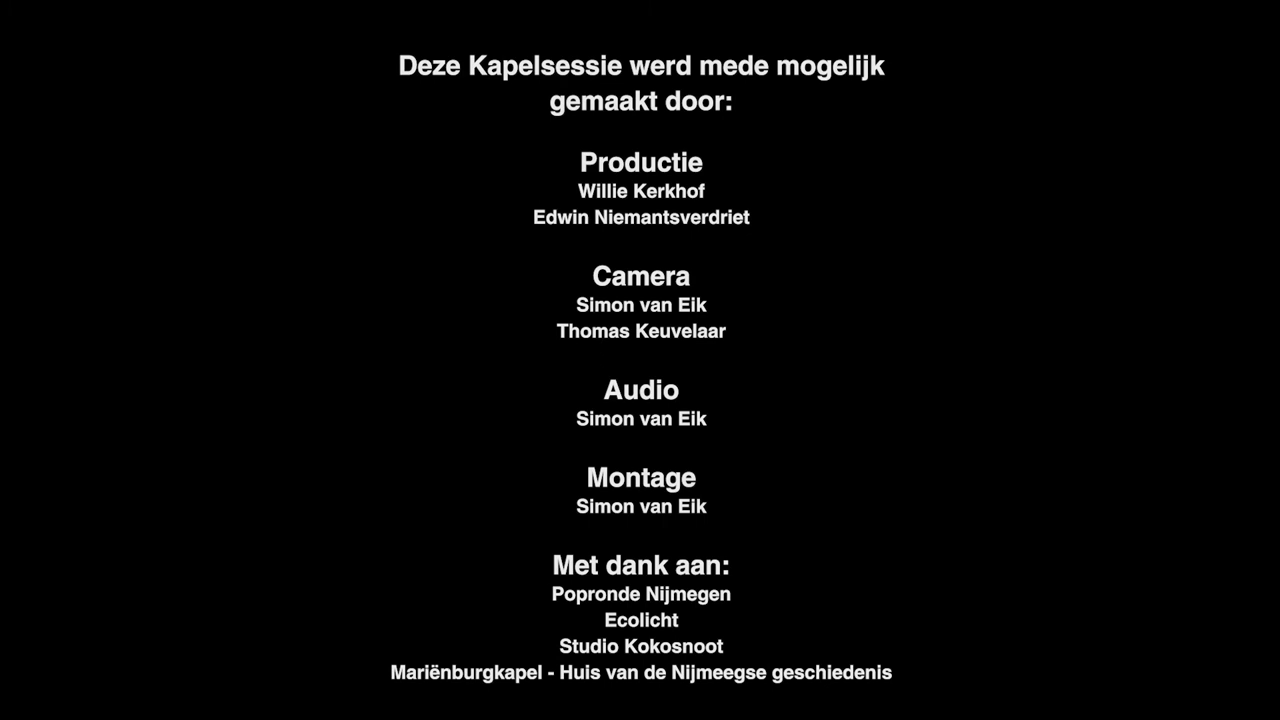 Deze Kapelsessie werd mede mogelijk
gemaakt door:
Productie
Willie Kerkhof
Edwin Niemantsverdriet
Camera
Simon van Eik
Thomas Keuvelaar
Audio
Simon van Eik
Montage
Simon van Eik
Met dank aan:
Popronde Nijmegen
Ecolicht
Studio Kokosnoot
Mariënburgkapel - Huis van de Nijmeegse geschiedenis